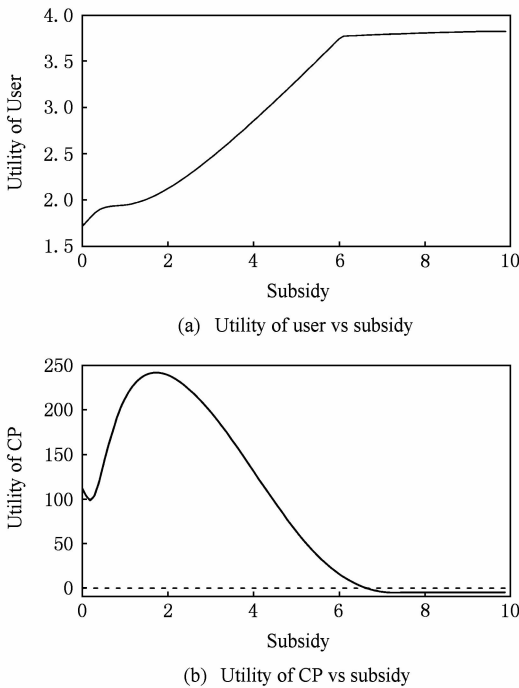 4.0
3.5
3.0
2.5
2.0
1.5
Utility of User
0 2 4 6 8 10
Subsidy
(a) Utility of user vs subsidy
250
200
150
100
50
0
Utility of CP
0 2 4 6 8 10
Subsidy
(b) Utility of CP vs subsidy